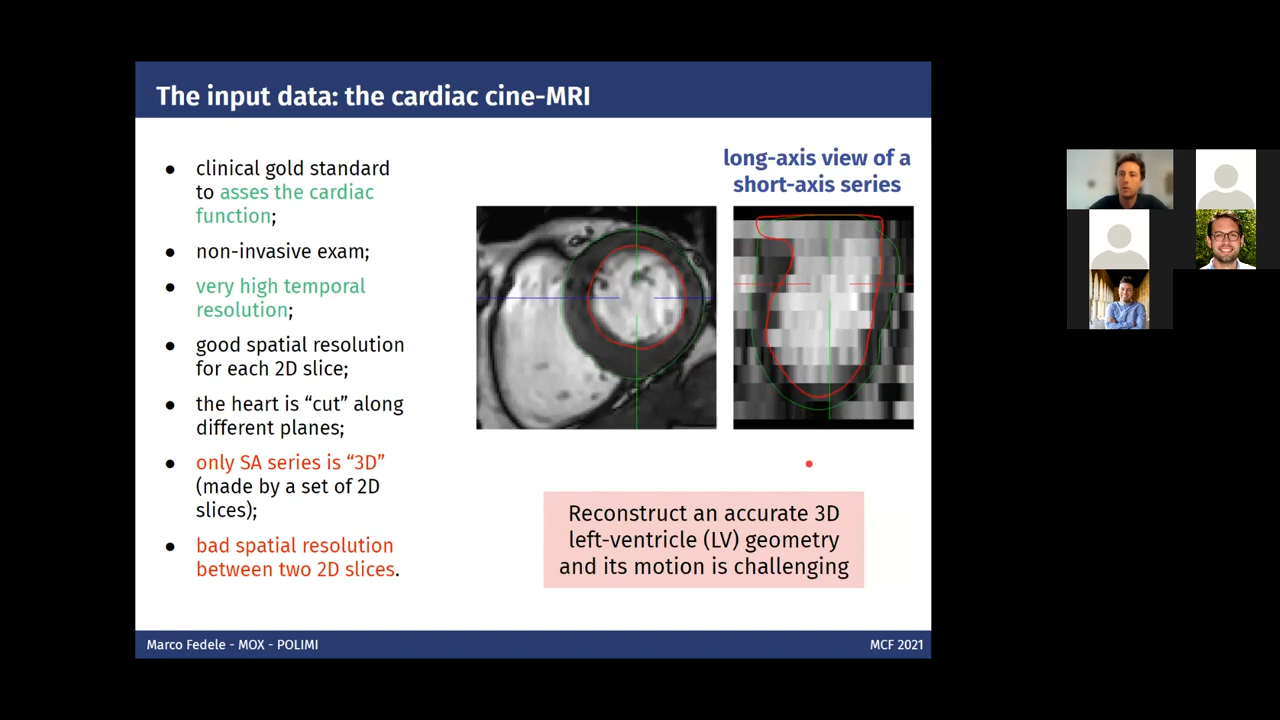 The input data: the cardiac cine-MRI
● clinical gold standard
to asses the cardiac
function;
● non-invasive exam;
● very high temporal
resolution;
● good spatial resolution
for each 2D slice;
● the heart is “cut” along
different planes;
● only SA series is “3D”
(made by a set of 2D
slices);
● bad spatial resolution
between two 2D slices.
long-axis view of a
short-axis series
Reconstruct an accurate 3D
left-ventricle (LV) geometry
and its motion is challenging
Marco Fedele - MOX - POLIMI
MCF 2021